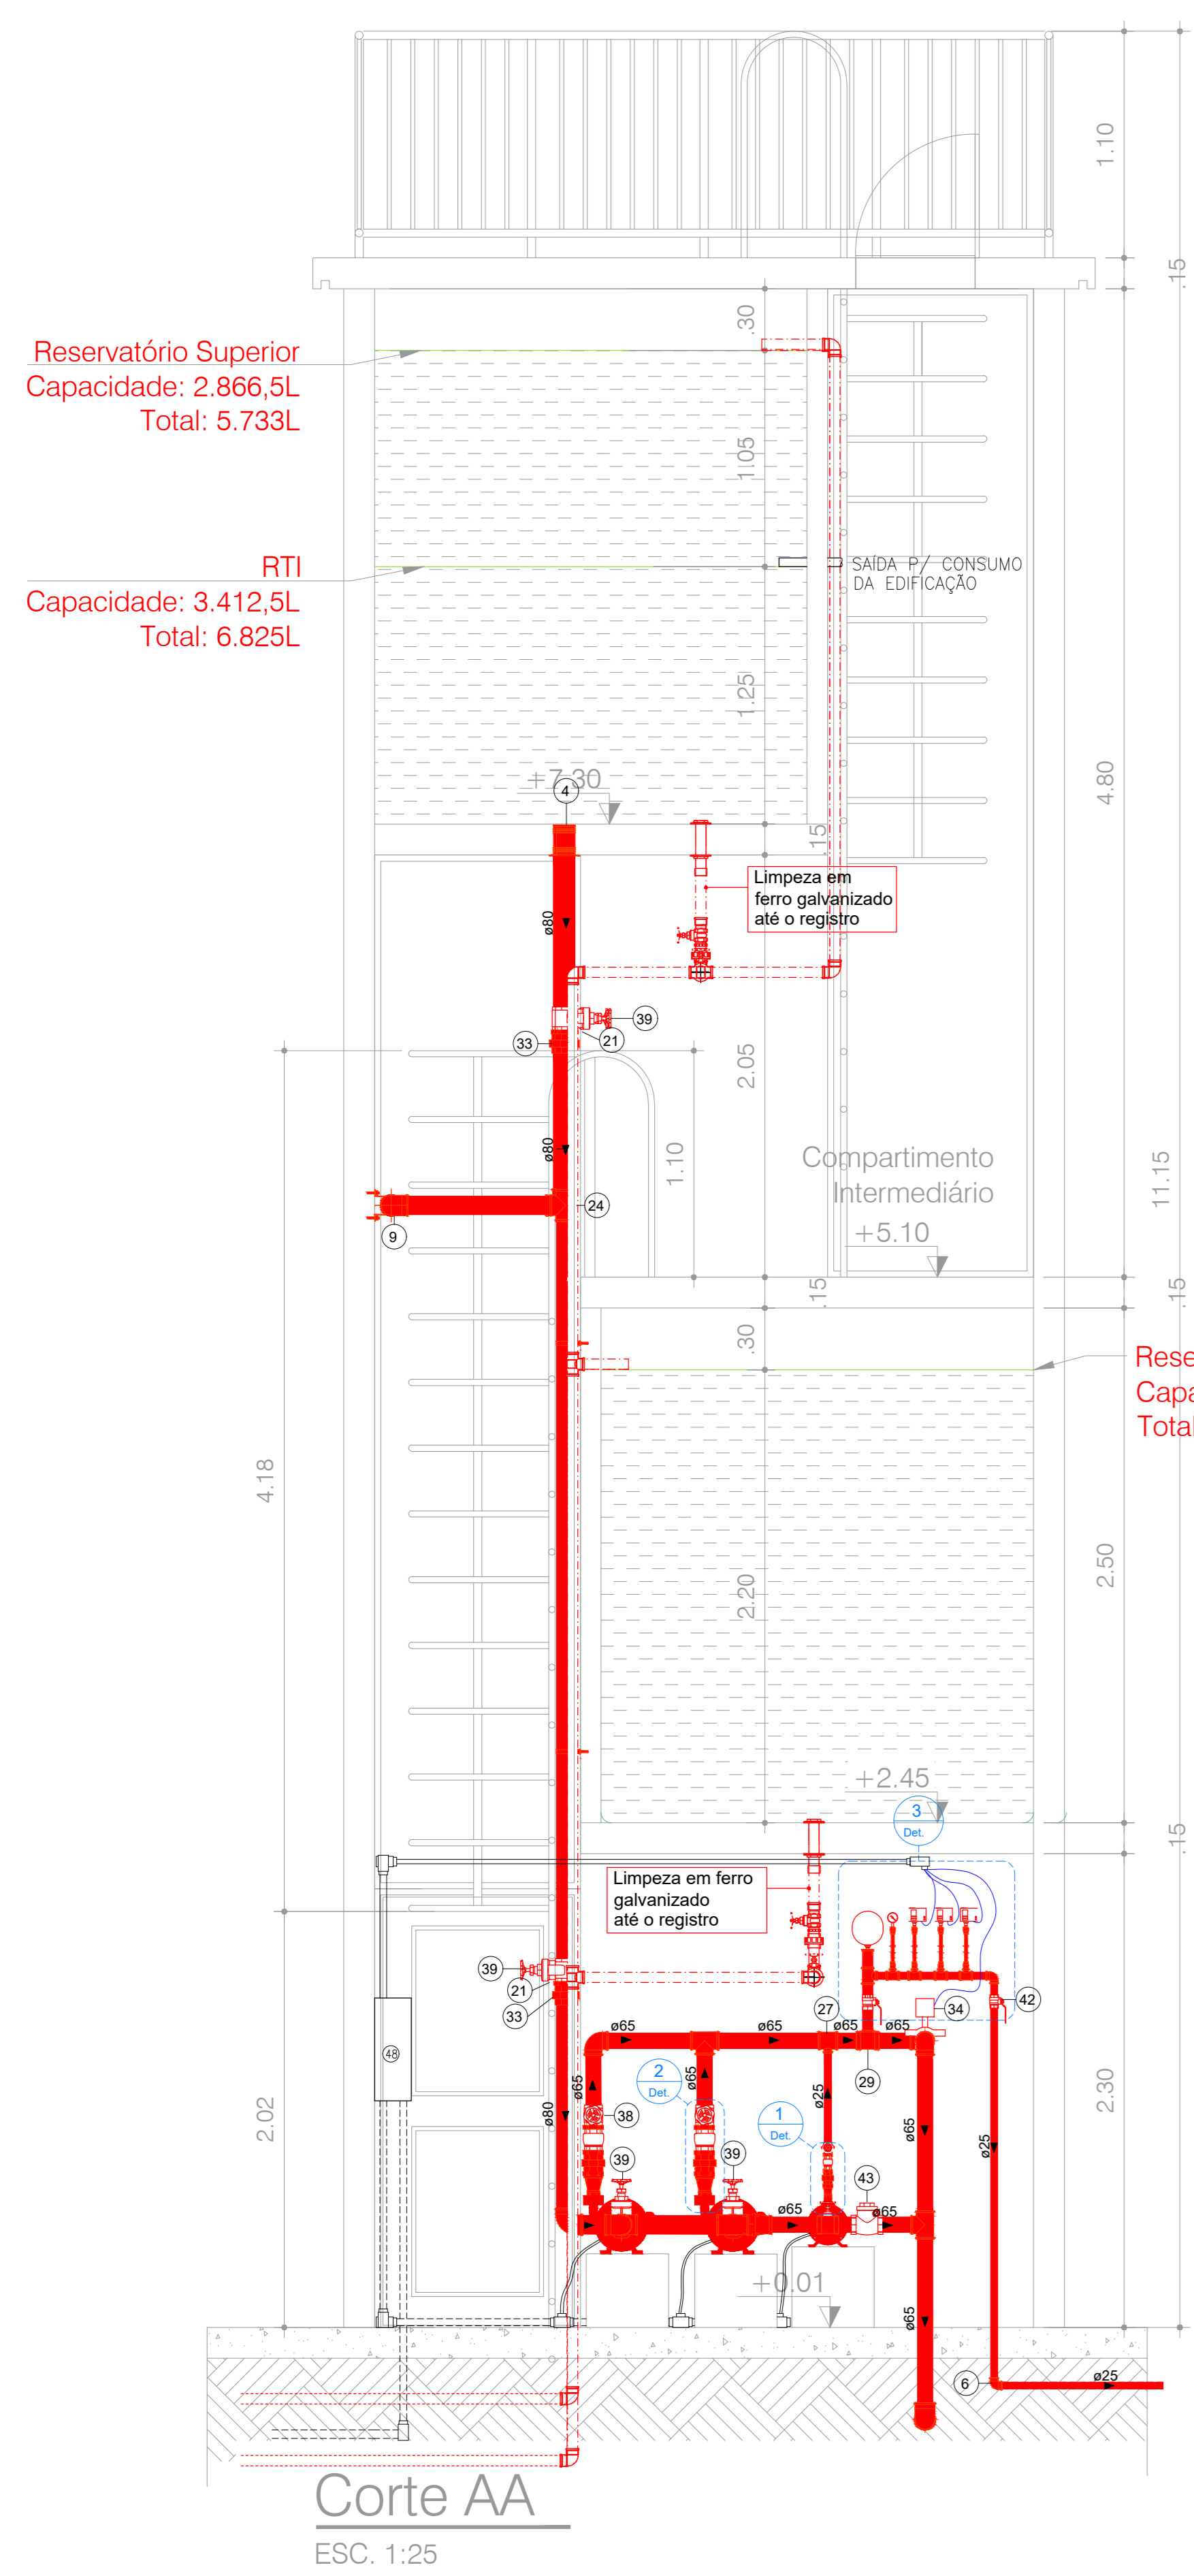 1.10
.15
.30
Reservatório Superior
Capacidade: 2.866,5L
Total: 5.733L
1.05
RTI
Capacidade: 3.412,5L
Total: 6.825L
SAÍDA P/ CONSUMO
DA EDIFICAÇÃO
1.25
4.80
+7.30
4
.15
Limpeza em
ferro galvanizado
até o registro
ø80
39
21
33
2.05
ø80
1.10
Compartimento
Intermediário
11.15
24
9
+5.10
.15
.15
.30
Rese
Capa
Total
4.18
2.50
2.20
+2.45
3
Det.
.15
Limpeza em ferro
galvanizado
até o registro
39
21
33
27
34
42
ø65
ø65
ø65
ø65
48
29
2
Det.
ø65
ø65
ø80
38
1
Det.
ø25
ø65
ø25
2.02
2.30
39
39
43
ø65
ø65
+0.01
ø65
6
ø25
Corte AA
ESC. 1:25